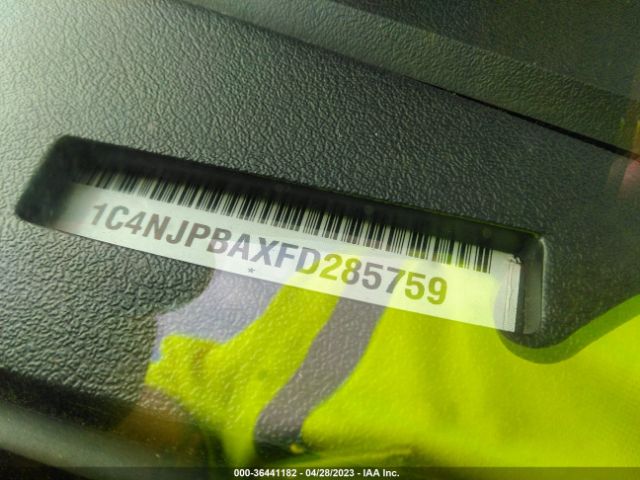 1C4NJPBAXFD285759
*
000-36441182 - 04/28/2023 - IAA Inc.